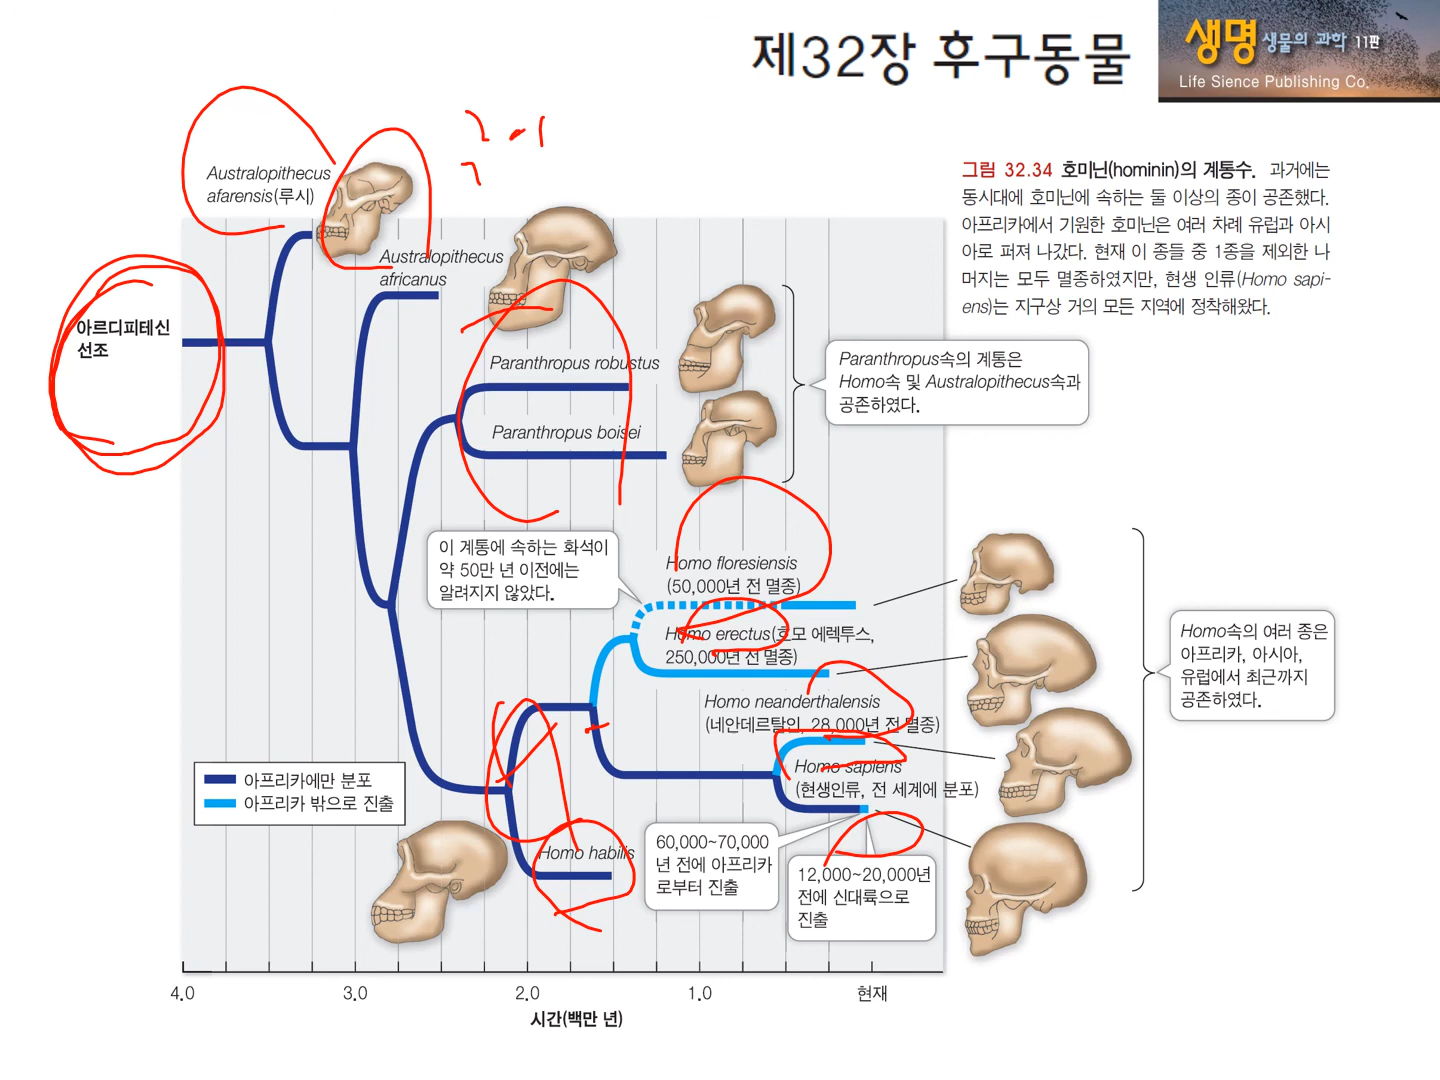 제32장 후구동물
생명 생물의 과학 11판
Life Sience Publishing Co.
그림 32.34 호미닌(hominin)의 계통수. 과거에는
동시대에 호미닌에 속하는 둘 이상의 종이 공존했다.
아프리카에서 기원한 호미닌은 여러 차례 유럽과 아시
아로 퍼져 나갔다. 현재 이 종들 중 1종을 제외한 나
머지는 모두 멸종하였지만, 현생 인류(Homo sapi-
ens)는 지구상 거의 모든 지역에 정착해왔다.
Australopithecus
afarensis(루시)
Australopithecus
africanus
아르디피테신
선조
Paranthropus robustus
Paranthropus boisei
Paranthropus속의 계통은
Homo속 및 Australopithecus속과
공존하였다.
이 계통에 속하는 화석이
약 50만 년 이전에는
알려지지 않았다.
Homo floresiensis
(50,000년 전 멸종)
Homo erectus(호모 에렉투스,
250,000년 전 멸종)
Homo neanderthalensis
(네안데르탈인, 28,000년 전 멸종)
Homo sapiens
(현생인류, 전 세계에 분포)
Homo속의 여러 종은
아프리카, 아시아,
유럽에서 최근까지
공존하였다.
아프리카에만 분포
아프리카 밖으로 진출
Homo habilis
60,000~70,000
년 전에 아프리카
로부터 진출
12,000~20,000년
전에 신대륙으로
진출
4.0 3.0 2.0 1.0 현재
시간(백만 년)